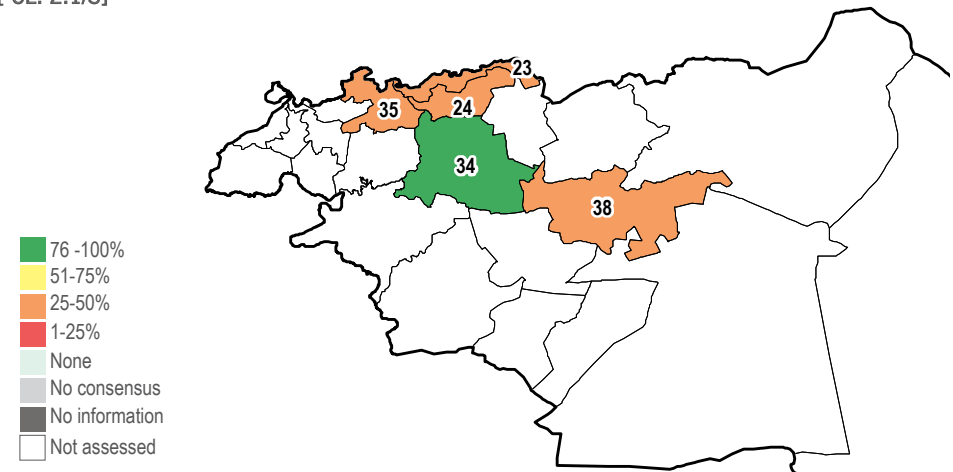 23
35
24
34
38
76 -100%
51-75%
25-50%
1-25%
None
No consensus
No information
Not assessed